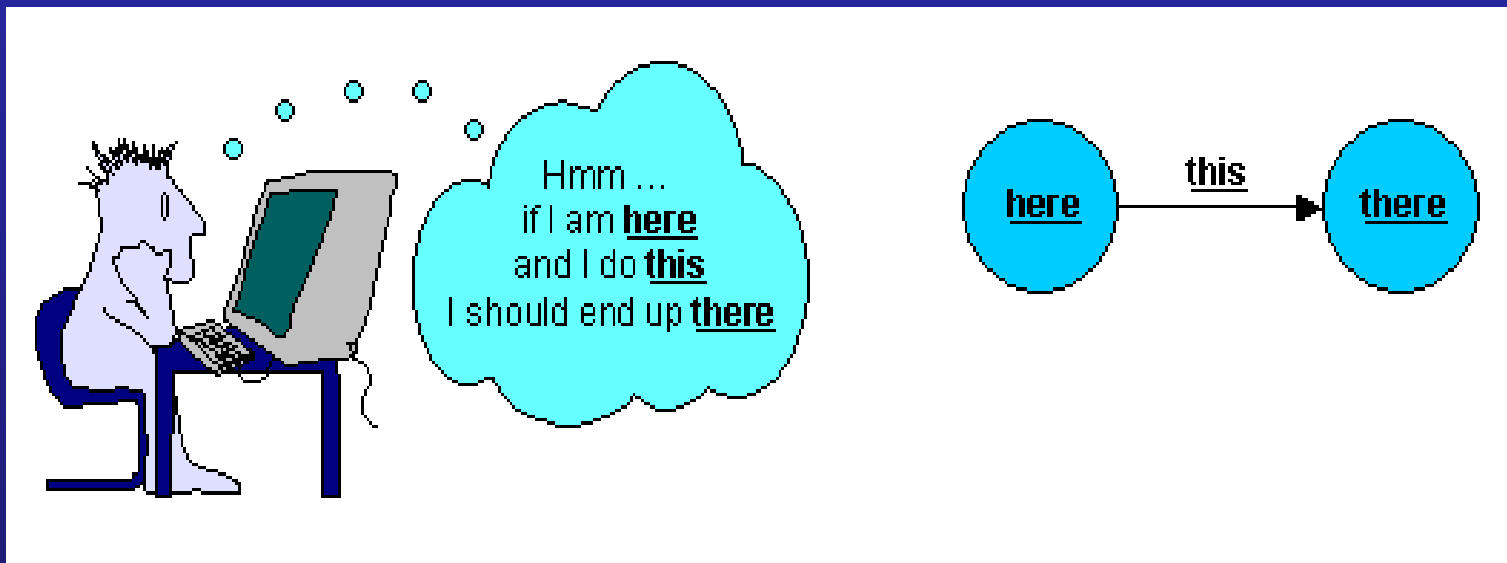 Hmm ...
if I am here
and I do this
I should end up there
here
this
there